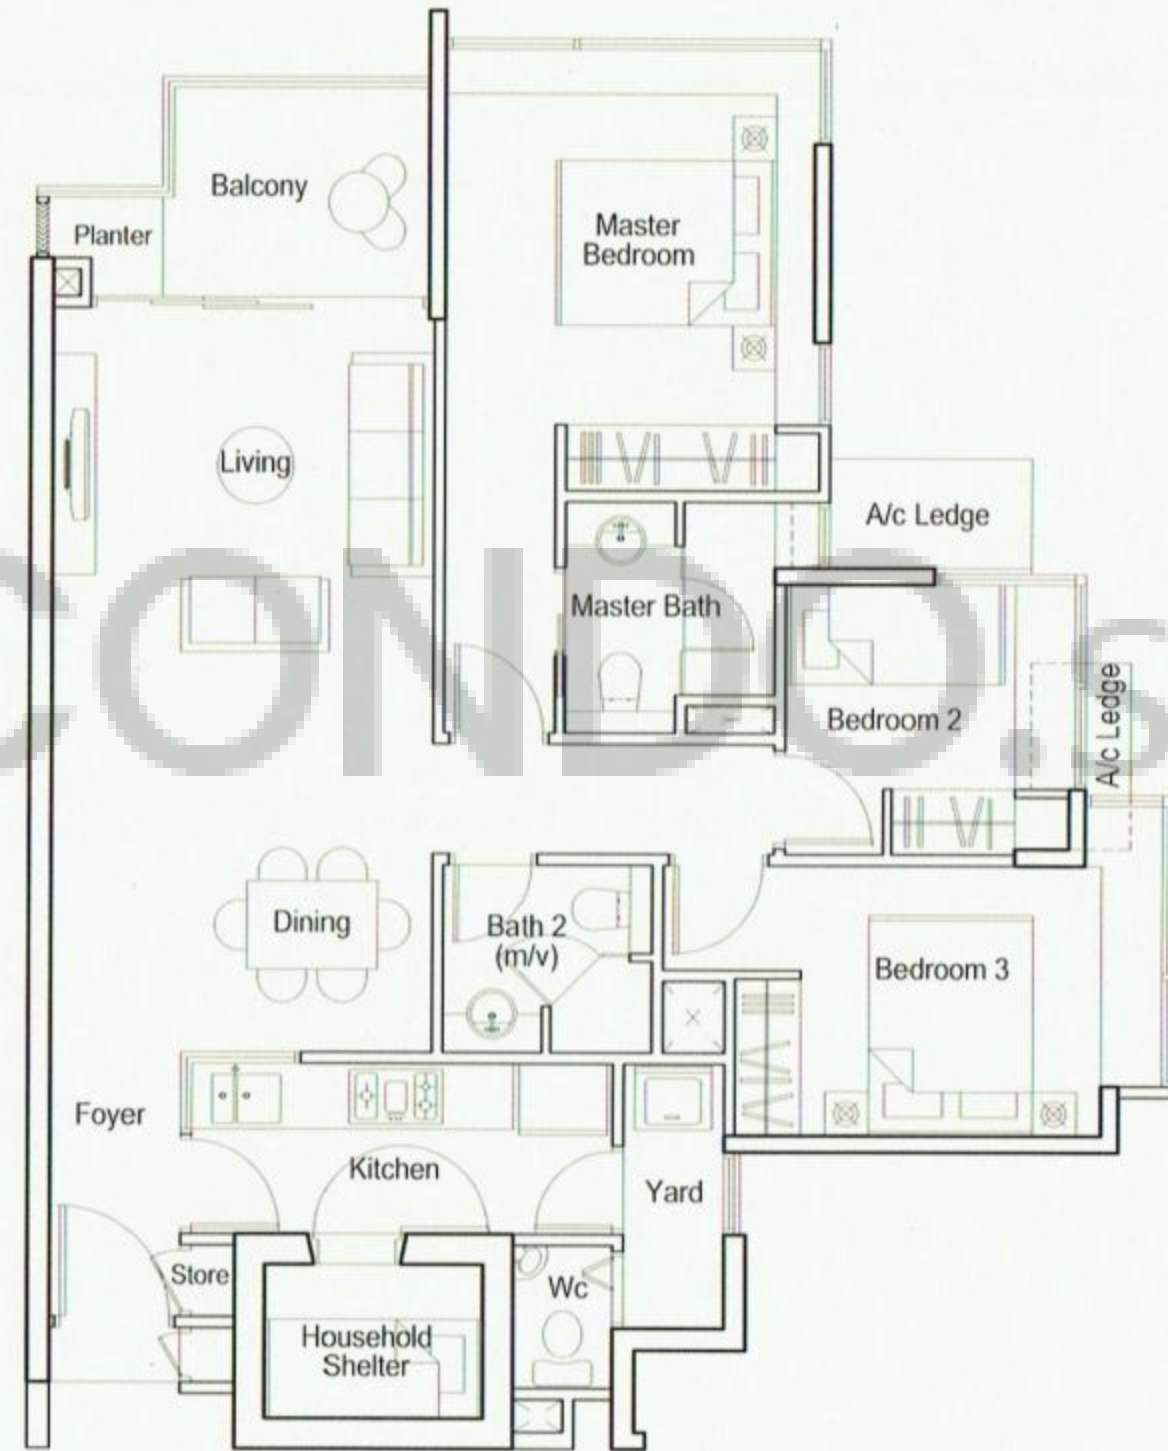 Balcony
Planter
Master
Bedroom
Living
A/c Ledge
Master Bath
Bedroom 2
A/c Ledge
CONDO.s
Dining
Bath 2
(m/v)
Bedroom 3
Foyer
Kitchen
Yard
Store
Wc
Household
Shelter